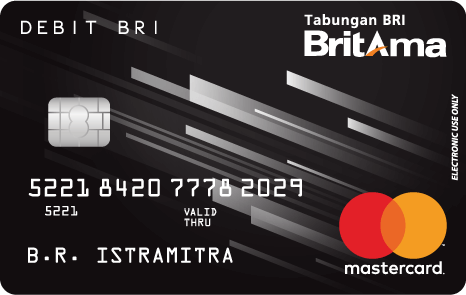 DEBIT BRI
Tabungan BRI
BritAma
ELECTRONIC USE ONLY
5221 8420 7778 2029
5221
VALID
THRU
B.R. ISTRAMITRA
mastercard.